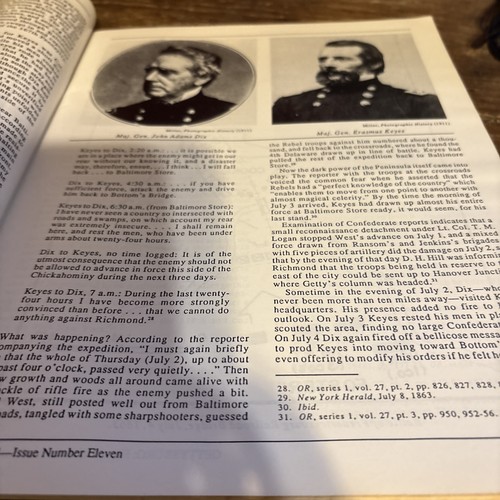 Miller, Photographic History (1911)
Maj. Gen. John Adams Dix
Miller, Photographic History (1911)
Maj. Gen. Erasmus Keyes
Keyes to Dix, 2:20 a.m.: . . . it is possible we
are in a place where the enemy might get in our
rear without our knowing it, and a disaster
may, therefore, ensue. . . . I think . . . I will fall
back . . . to Baltimore Store.
Dix to Keyes, 4:30 a.m.: . . . if you have
sufficient force, attack the enemy and drive
him back to Bottom's Bridge.
Keyes to Dix, 6:30 a.m. (from Baltimore Store):
I have never seen a country so intersected with
roads and swamps, on which account my rear
was extremely insecure. . . . I shall remain
here, and rest the men, who have been under
arms about twenty-four hours.
Dix to Keyes, no time logged: It is of the
utmost consequence that the enemy should not
be allowed to advance in force this side of the
Chickahominy during the next three days.
Keyes to Dix, 7 a.m.: During the last twenty-
four hours I have become more strongly
convinced than before . . . that we cannot do
anything against Richmond.²⁸
What happened? According to the reporter
companying the expedition, "I must again briefly
that the whole of Thursday (July 2), up to about
past four o'clock, passed very quietly. . . ." Then
w growth and woods all around came alive with
ckle of rifle fire as the enemy pushed a bit.
West, still posted well out from Baltimore
oads, tangled with some sharpshooters, guessed
—Issue Number Eleven
the Rebel troops against him numbered about a thou-
sand, and fell back to the crossroads, where he found the
4th Delaware drawn up in line of battle. Keyes had
pulled the rest of the expedition back to Baltimore
Store.²⁹
Now the dark power of the Peninsula itself came into
play. The reporter with the troops at the crossroads
voiced the common fear when he asserted that the
Rebels had a "perfect knowledge of the country" which
"enables them to move from one point to another with
almost magical celerity." By the time the morning of
July 3 arrived, Keyes had drawn up almost his entire
force at Baltimore Store ready, it would seem, for his
last stand.³⁰
Examination of Confederate reports indicates that a
small reconnaissance detachment under Lt. Col. T. M.
Logan stopped West's advance on July 1, and a mixed
force drawn from Ransom's and Jenkins's brigades
with five pieces of artillery did the damage on July 2,
that by the evening of that day D. H. Hill was inform
Richmond that the troops being held in reserve to
east of the city could be sent up to Hanover Junct
where Getty's column was headed.³¹
Sometime in the evening of July 2, Dix—who
never been more than ten miles away—visited
headquarters. His presence added no fire to
outlook. On July 3 Keyes rested his men in pl
scouted the area, finding no large Confedera
On July 4 Dix again fired off a bellicose messa
to prod Keyes into moving toward Bottom'
even offering to modify his orders if he felt h
28. OR, series 1, vol. 27, pt. 2, pp. 826, 827, 828,
29. New York Herald, July 8, 1863.
30. Ibid.
31. OR, series 1, vol. 27, pt. 3, pp. 950, 952-56.